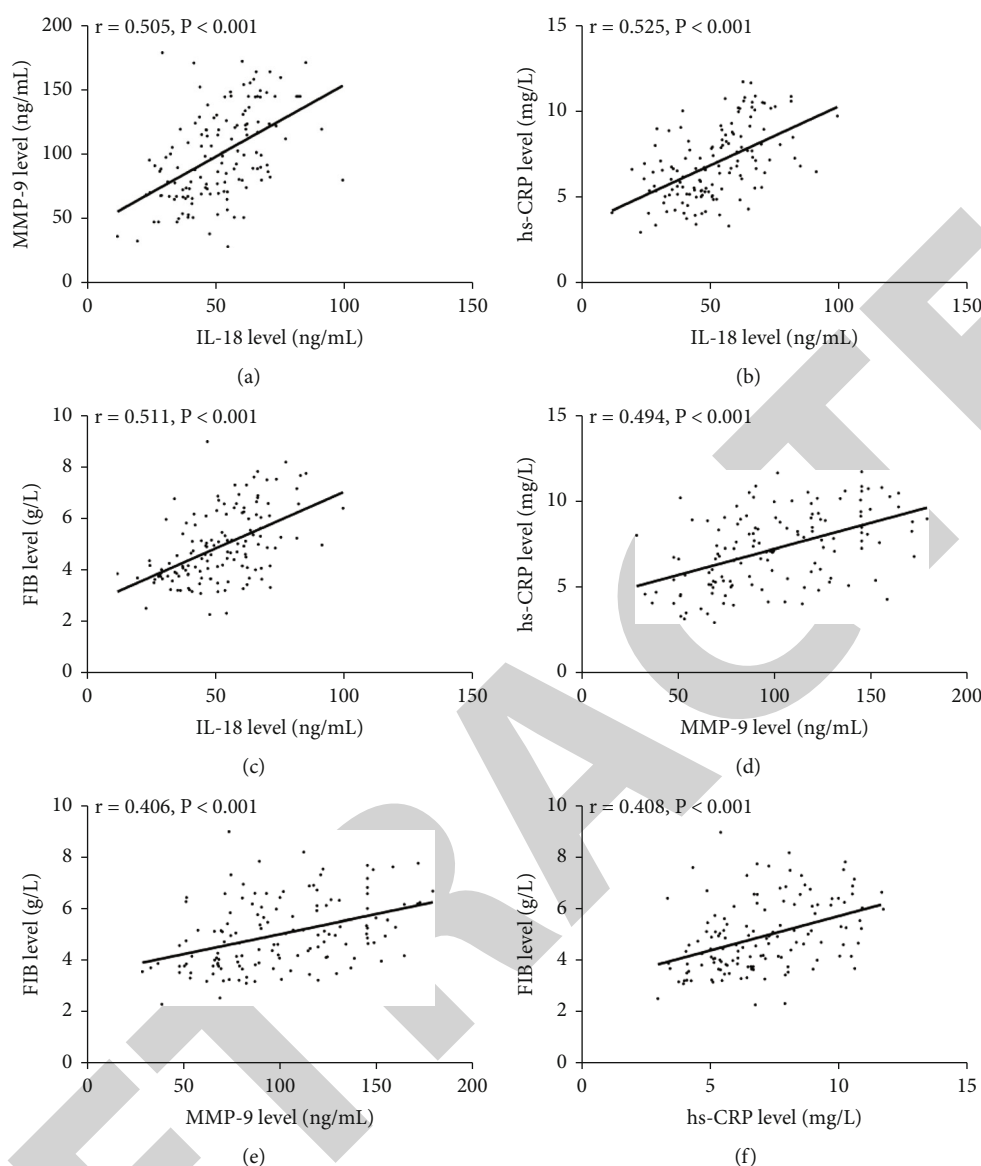 r = 0.505, P < 0.001
200
150
100
50
0
MMP-9 level (ng/mL)
0 50 100 150
IL-18 level (ng/mL)
(a)
r = 0.525, P < 0.001
15
10
5
0
hs-CRP level (mg/L)
0 50 100 150
IL-18 level (ng/mL)
(b)
r = 0.511, P < 0.001
10
8
6
4
2
0
FIB level (g/L)
0 50 100 150
IL-18 level (ng/mL)
(c)
r = 0.494, P < 0.001
15
10
5
0
hs-CRP level (mg/L)
0 50 100 150 200
MMP-9 level (ng/mL)
(d)
r = 0.406, P < 0.001
10
8
6
4
2
0
FIB level (g/L)
0 50 100 150 200
MMP-9 level (ng/mL)
(e)
r = 0.408, P < 0.001
10
8
6
4
2
0
FIB level (g/L)
0 5 10 15
hs-CRP level (mg/L)
(f)
ETRACTE